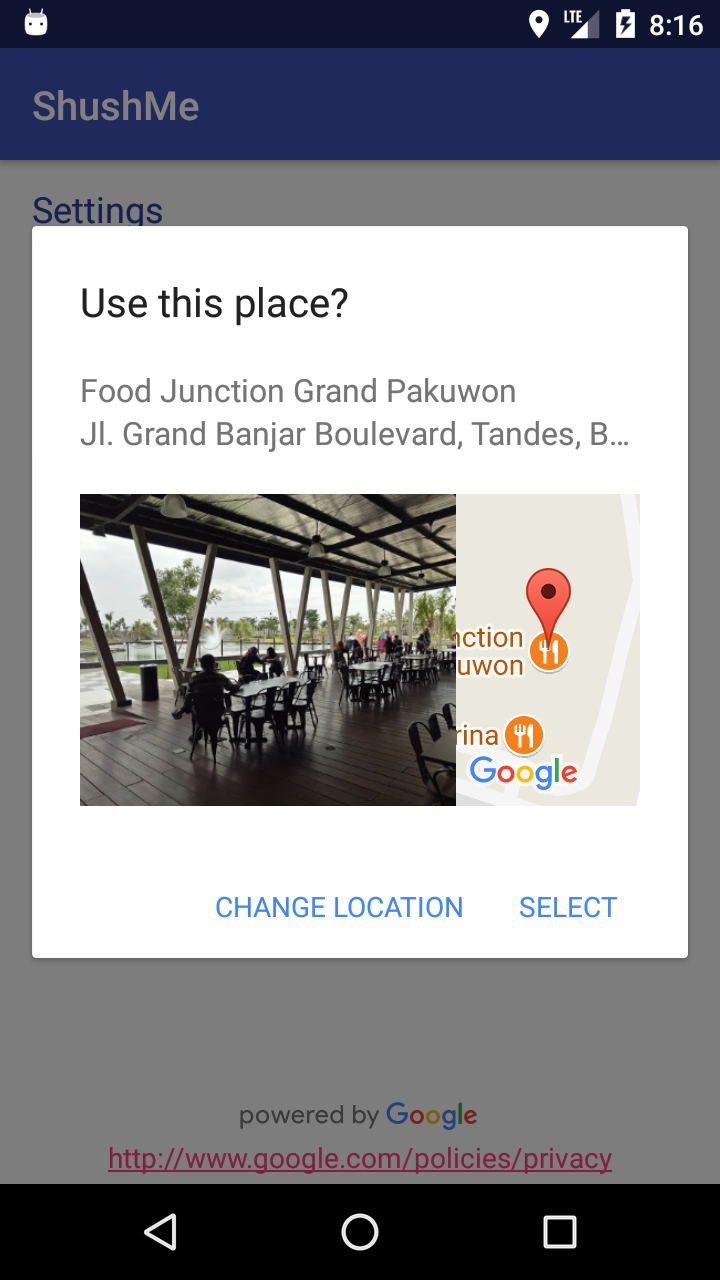 LTE 8:16
ShushMe
Settings
Use this place?
Food Junction Grand Pakuwon
Jl. Grand Banjar Boulevard, Tandes, B…
nction
uwon
rina
Google
CHANGE LOCATION SELECT
powered by Google
http://www.google.com/policies/privacy